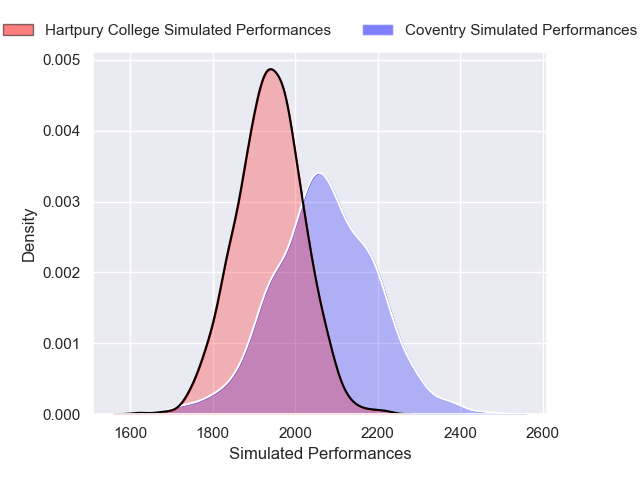 Hartpury College Simulated Performances
Coventry Simulated Performances
0.005
0.004
0.003
0.002
0.001
0.000
Density
1600 1800 2000 2200 2400 2600
Simulated Performances